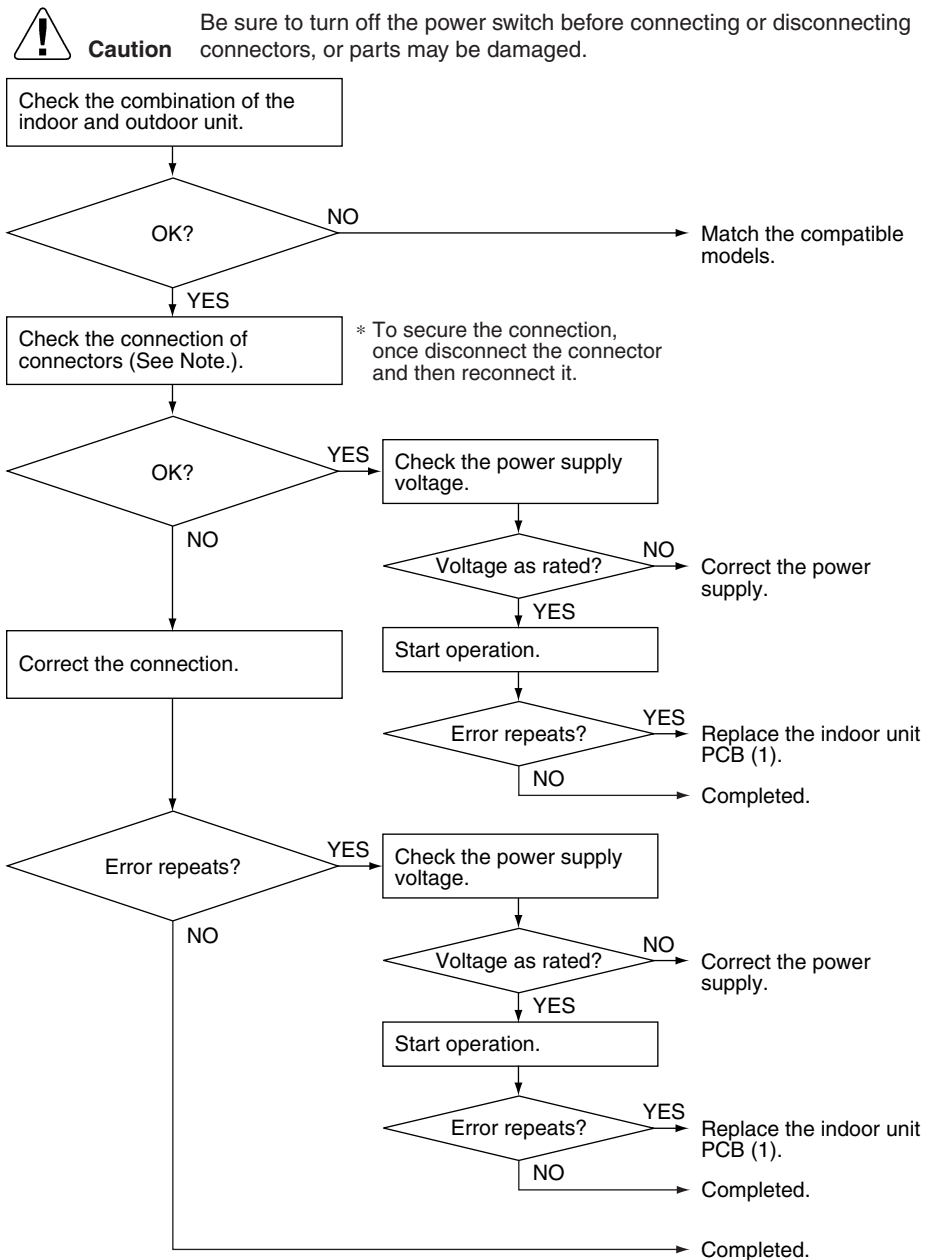 Be sure to turn off the power switch before connecting or disconnecting
Caution connectors, or parts may be damaged.
Check the combination of the
indoor and outdoor unit.
OK?
NO
Match the compatible
models.
YES
Check the connection of
connectors (See Note.).
* To secure the connection,
once disconnect the connector
and then reconnect it.
OK?
YES
Check the power supply
voltage.
NO
Voltage as rated?
NO
Correct the power
supply.
YES
Start operation.
Correct the connection.
Error repeats?
YES
Replace the indoor unit
PCB (1).
NO
Completed.
Error repeats?
YES
Check the power supply
voltage.
NO
Voltage as rated?
NO
Correct the power
supply.
YES
Start operation.
Error repeats?
YES
Replace the indoor unit
PCB (1).
NO
Completed.
Completed.